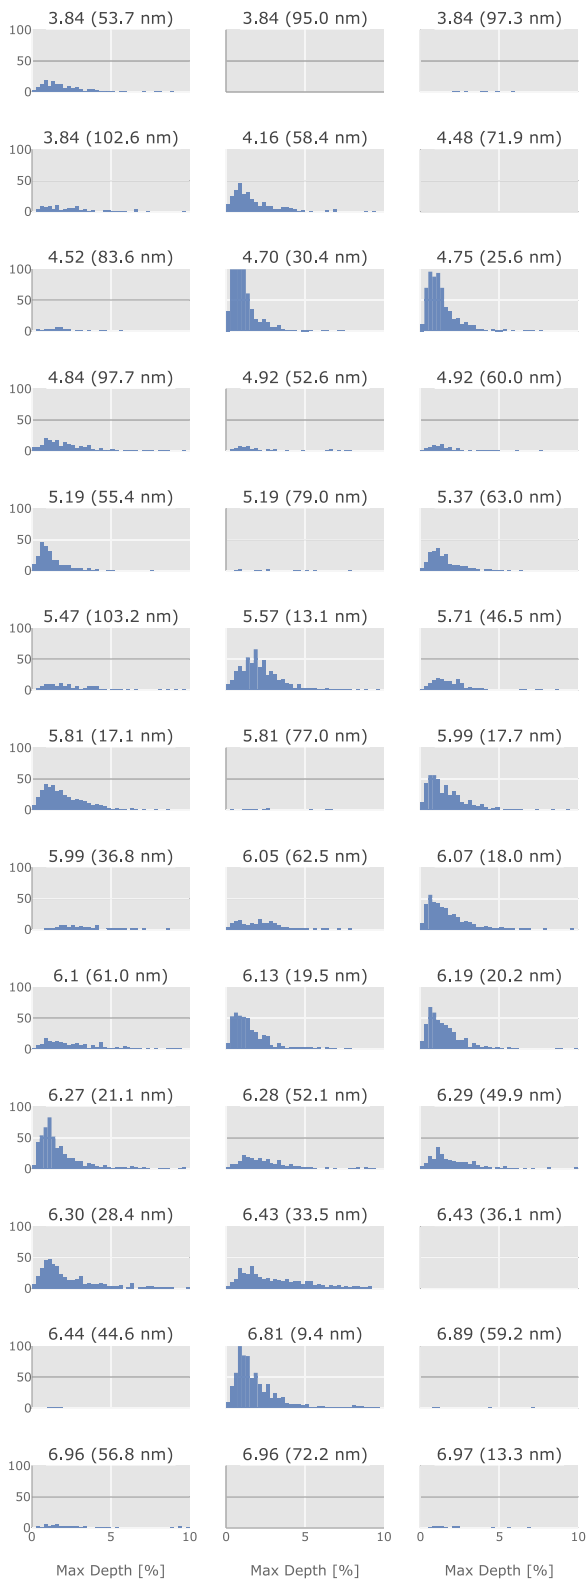 3.84 (53.7 nm) 3.84 (95.0 nm) 3.84 (97.3 nm)
100
50
0
3.84 (102.6 nm) 4.16 (58.4 nm) 4.48 (71.9 nm)
100
50
0
4.52 (83.6 nm) 4.70 (30.4 nm) 4.75 (25.6 nm)
100
50
0
4.84 (97.7 nm) 4.92 (52.6 nm) 4.92 (60.0 nm)
100
50
0
5.19 (55.4 nm) 5.19 (79.0 nm) 5.37 (63.0 nm)
100
50
0
5.47 (103.2 nm) 5.57 (13.1 nm) 5.71 (46.5 nm)
100
50
0
5.81 (17.1 nm) 5.81 (77.0 nm) 5.99 (17.7 nm)
100
50
0
5.99 (36.8 nm) 6.05 (62.5 nm) 6.07 (18.0 nm)
100
50
0
6.1 (61.0 nm) 6.13 (19.5 nm) 6.19 (20.2 nm)
100
50
0
6.27 (21.1 nm) 6.28 (52.1 nm) 6.29 (49.9 nm)
100
50
0
6.30 (28.4 nm) 6.43 (33.5 nm) 6.43 (36.1 nm)
100
50
0
6.44 (44.6 nm) 6.81 (9.4 nm) 6.89 (59.2 nm)
100
50
0
6.96 (56.8 nm) 6.96 (72.2 nm) 6.97 (13.3 nm)
100
50
0
0 5 10 0 5 10 0 5 10
Max Depth [%] Max Depth [%] Max Depth [%]